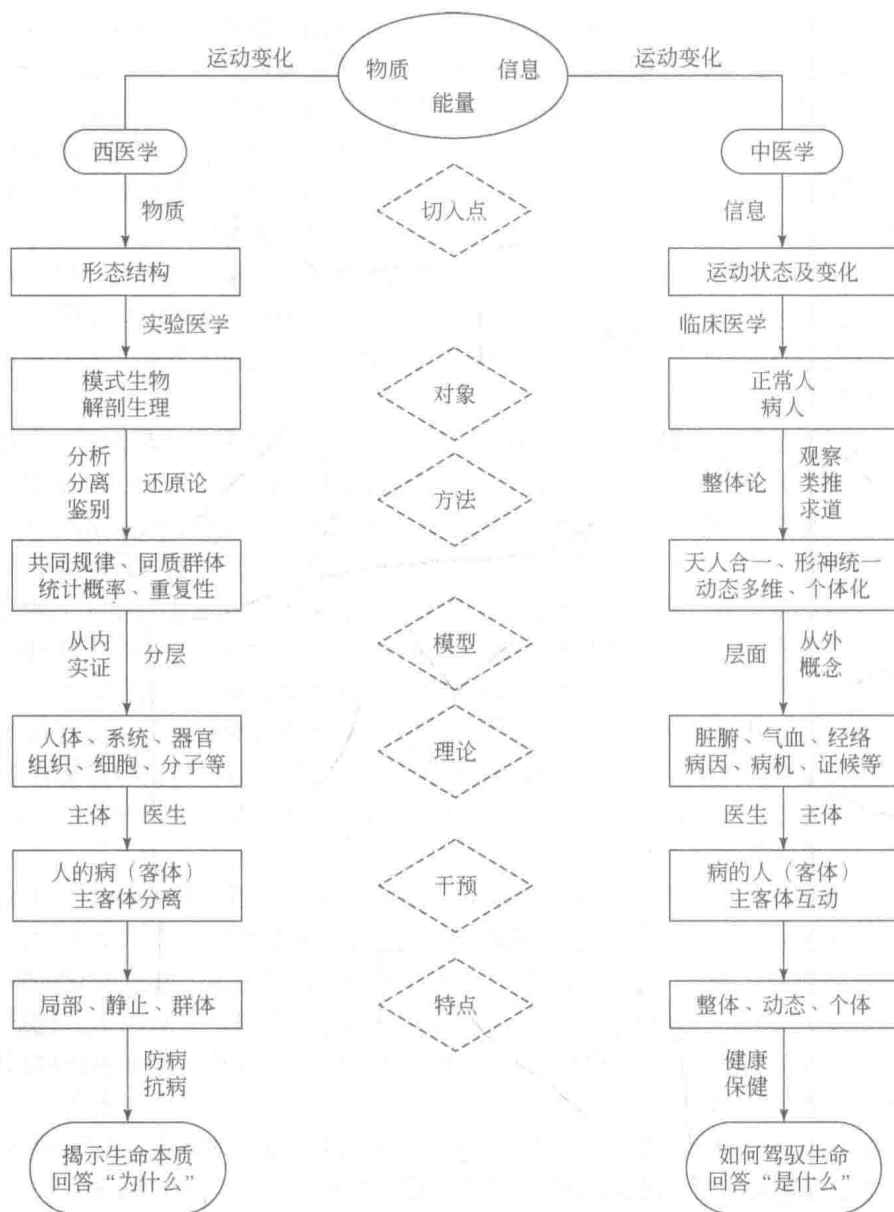 运动变化
物质 信息
能量
运动变化
西医学
中医学
物质
切入点
信息
形态结构
运动状态及变化
实验医学
临床医学
模式生物
解剖生理
对象
正常人
病人
分析
分离
鉴别
还原论
方法
整体论
观察
类推
求道
共同规律、同质群体
统计概率、重复性
天人合一、形神统一
动态多维、个体化
从内
实证
分层
模型
层面
从外
概念
人体、系统、器官
组织、细胞、分子等
理论
脏腑、气血、经络
病因、病机、证候等
主体
医生
医生
主体
人的病（客体）
主客体分离
干预
病的人（客体）
主客体互动
局部、静止、群体
特点
整体、动态、个体
防病
抗病
健康
保健
揭示生命本质
回答“为什么”
如何驾驭生命
回答“是什么”